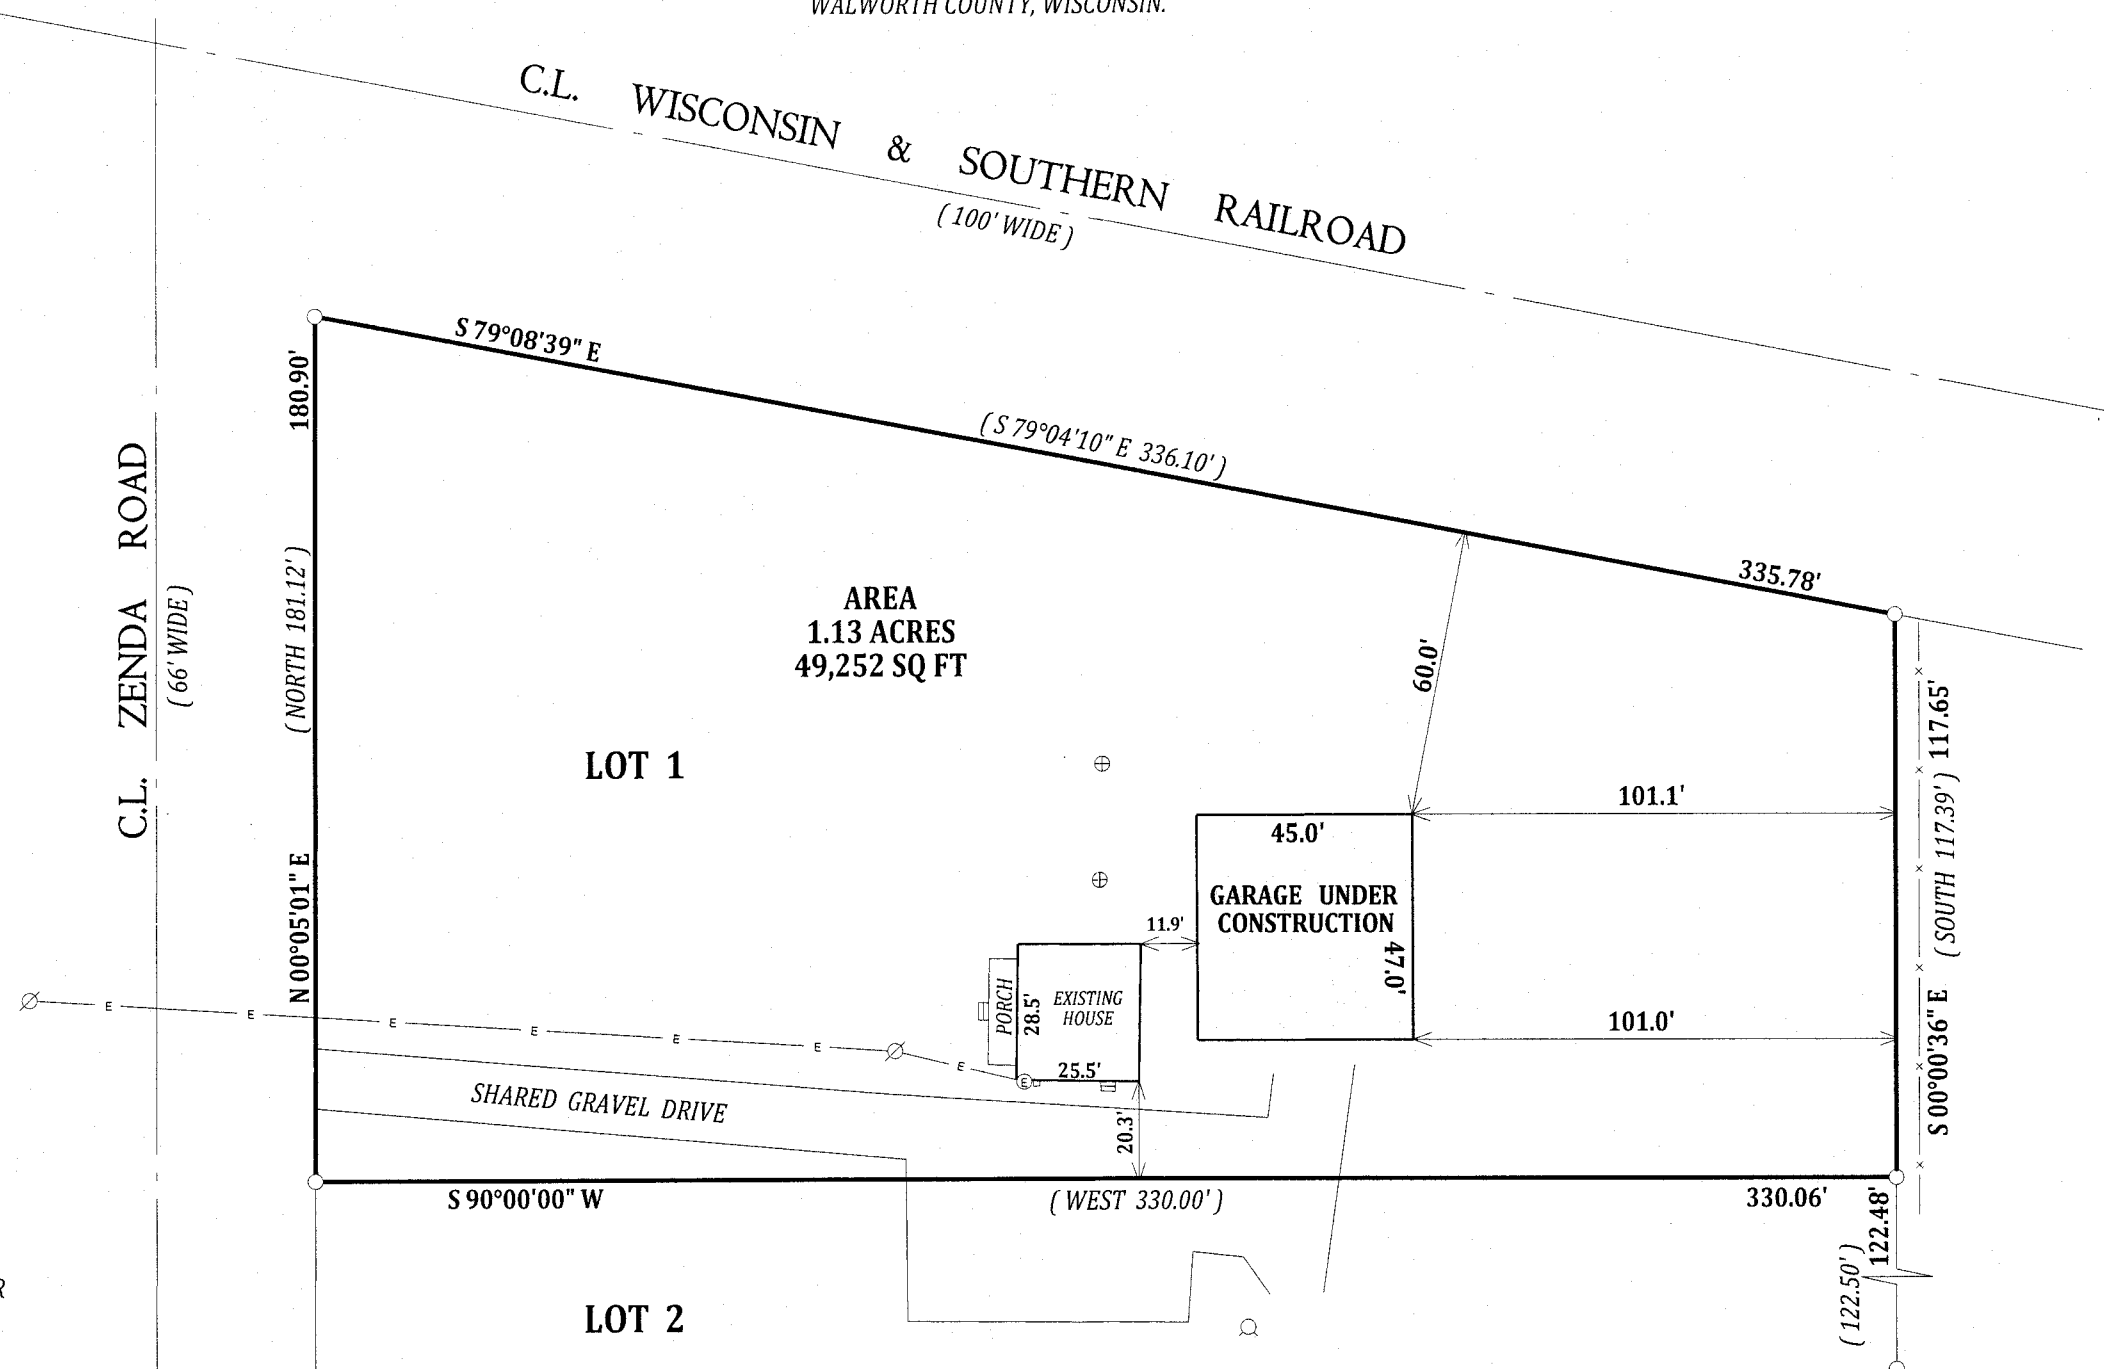 WALWORTH COUNTY, WISCONSIN.
C.L. WISCONSIN & SOUTHERN RAILROAD
( 100' WIDE )
S 79°08'39" E
( S 79°04'10" E 336.10' )
335.78'
180.90'
( NORTH 181.12' )
N 00°05'01" E
C.L. ZENDA ROAD
( 66' WIDE )
AREA
1.13 ACRES
49,252 SQ FT
LOT 1
60.0'
101.1'
45.0'
GARAGE UNDER
CONSTRUCTION
47.0'
11.9'
101.0'
117.65'
( SOUTH 117.39' )
S 00°00'36" E
PORCH
28.5'
EXISTING
HOUSE
25.5'
20.3'
E E E E E E E E
SHARED GRAVEL DRIVE
S 90°00'00" W
( WEST 330.00' )
330.06'
122.48'
( 122.50' )
LOT 2
R